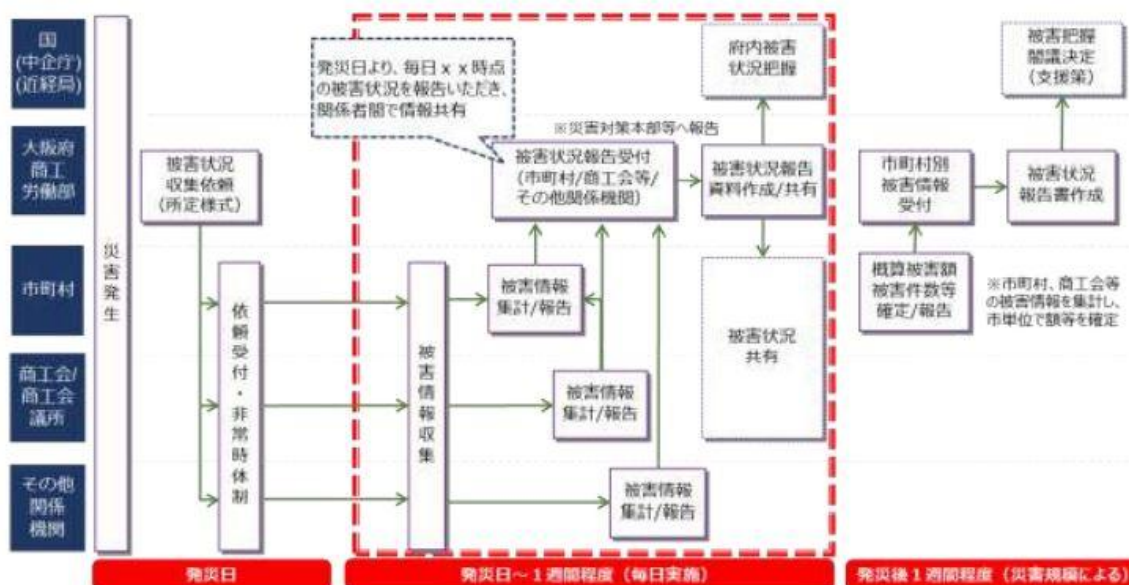 国
(中企庁)
(近経局)
大阪府
商工
労働部
市町村
商工会/
商工会
議所
その他
関係
機関
災害発生
被害状況
収集依頼
(所定様式)
依頼受付・非常時体制
発災日より、毎日ｘｘ時点
の被害状況を報告いただき、
関係者間で情報共有
※災害対策本部等へ報告
被害状況報告受付
(市町村/商工会等/
その他関係機関)
被害情報収集
被害情報
集計/報告
被害情報
集計/報告
被害情報
集計/報告
府内被害
状況把握
被害状況報告
資料作成/共有
被害状況
共有
市町村別
被害情報
受付
概算被害額
被害件数等
確定/報告
被害把握
閣議決定
(支援策)
被害状況
報告書作成
※市町村、商工会等
の被害情報を集計し、
市単位で額等を確定
発災日
発災日～１週間程度（毎日実施）
発災後１週間程度（災害規模による）